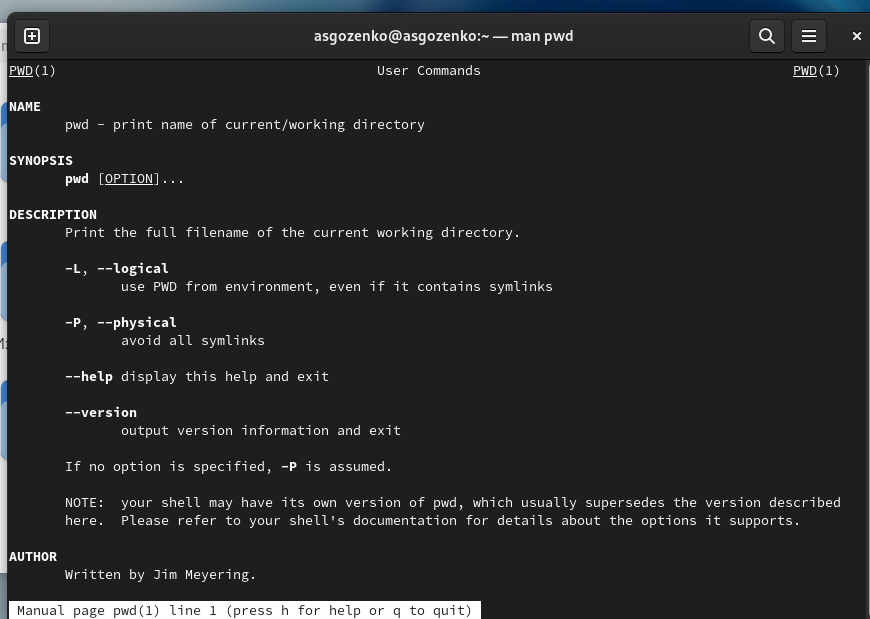 asgozenko@asgozenko:~ — man pwd
PWD(1) User Commands PWD(1)
NAME
pwd - print name of current/working directory
SYNOPSIS
pwd [OPTION]...
DESCRIPTION
Print the full filename of the current working directory.
-L, --logical
use PWD from environment, even if it contains symlinks
-P, --physical
avoid all symlinks
--help display this help and exit
--version
output version information and exit
If no option is specified, -P is assumed.
NOTE: your shell may have its own version of pwd, which usually supersedes the version described
here. Please refer to your shell's documentation for details about the options it supports.
AUTHOR
Written by Jim Meyering.
Manual page pwd(1) line 1 (press h for help or q to quit)